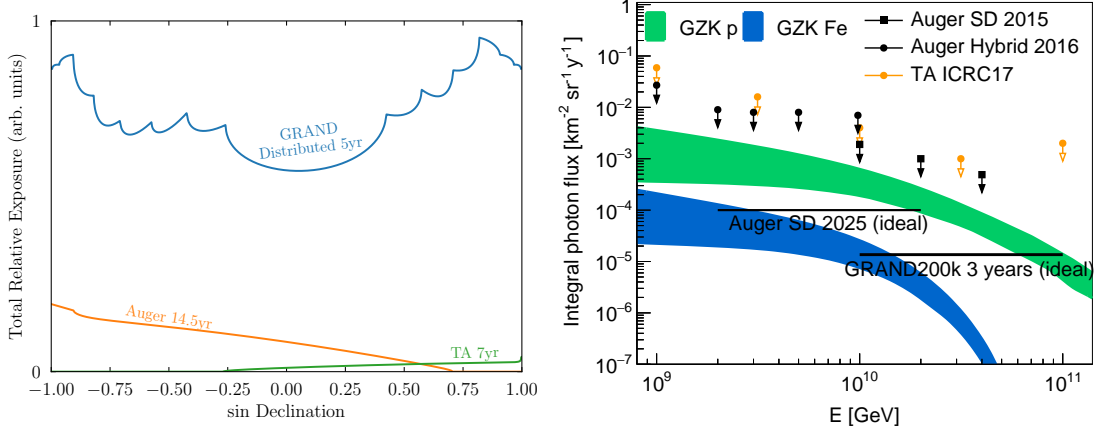 1
0
Total Relative Exposure (arb. units)
GRAND
Distributed 5yr
Auger 14.5yr
TA 7yr
−1.00 −0.75 −0.50 −0.25 0.00 0.25 0.50 0.75 1.00
sin Declination
GZK p GZK Fe
Auger SD 2015
Auger Hybrid 2016
TA ICRC17
Integral photon flux [km⁻² sr⁻¹ y⁻¹]
1
10⁻¹
10⁻²
10⁻³
10⁻⁴
10⁻⁵
10⁻⁶
10⁻⁷
Auger SD 2025 (ideal)
GRAND200k 3 years (ideal)
10⁹ 10¹⁰ 10¹¹
E [GeV]